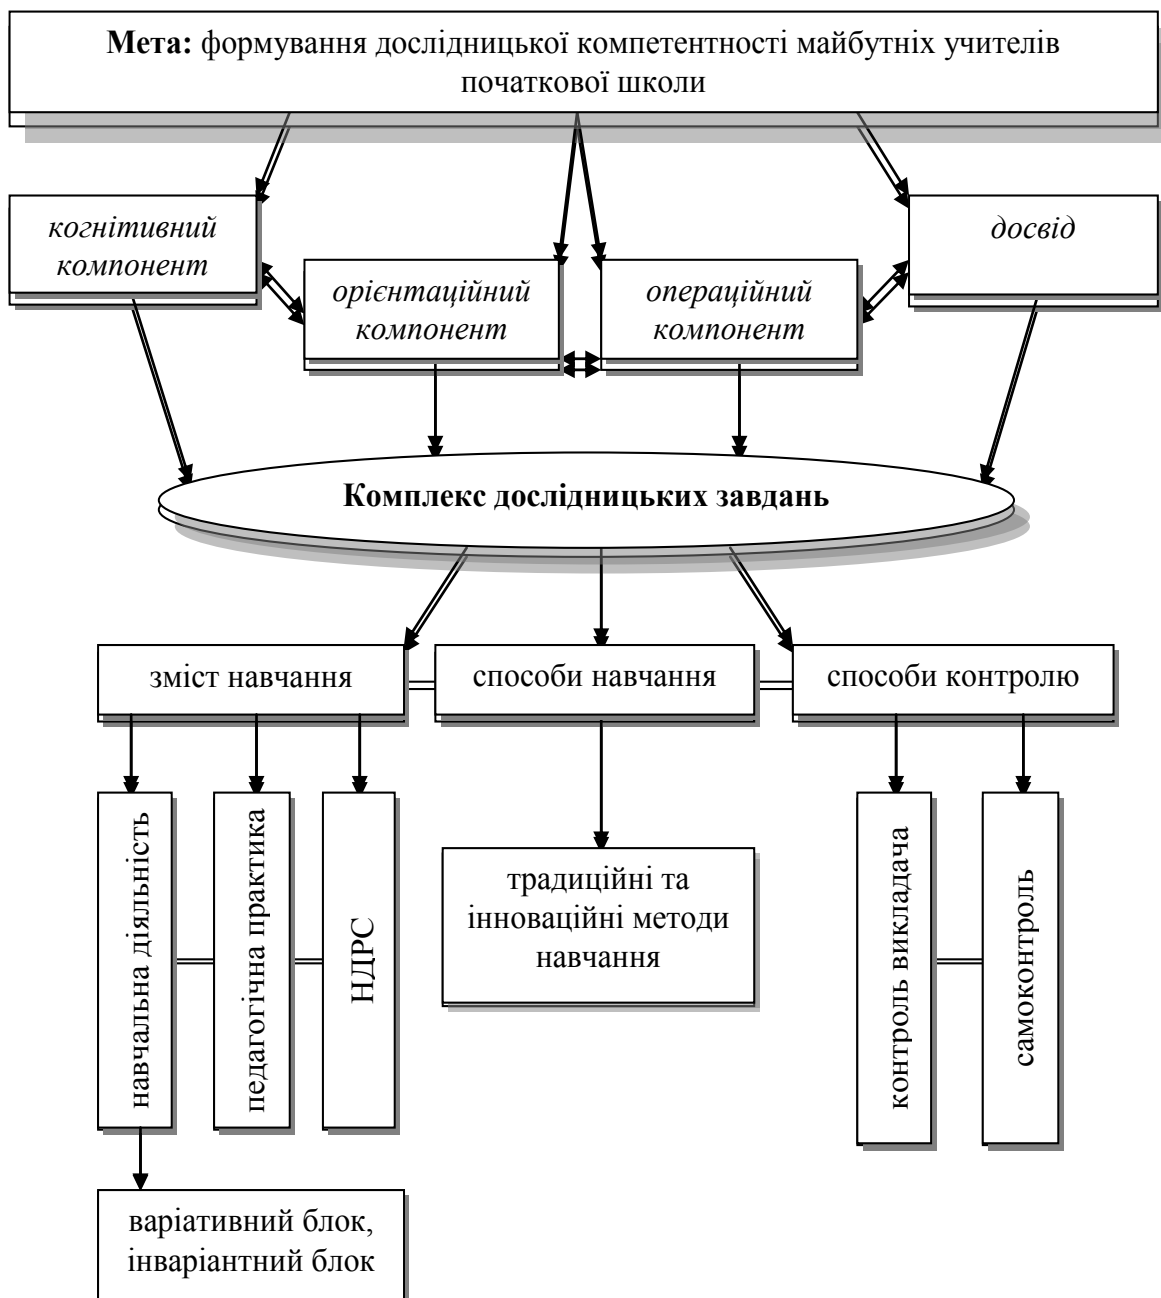 Мета: формування дослідницької компетентності майбутніх учителів
початкової школи
когнітивний
компонент
досвід
орієнтаційний
компонент
операційний
компонент
Комплекс дослідницьких завдань
зміст навчання
способи навчання
способи контролю
навчальна діяльність
педагогічна практика
НДРС
традиційні та
інноваційні методи
навчання
контроль викладача
самоконтроль
варіативний блок,
інваріантний блок